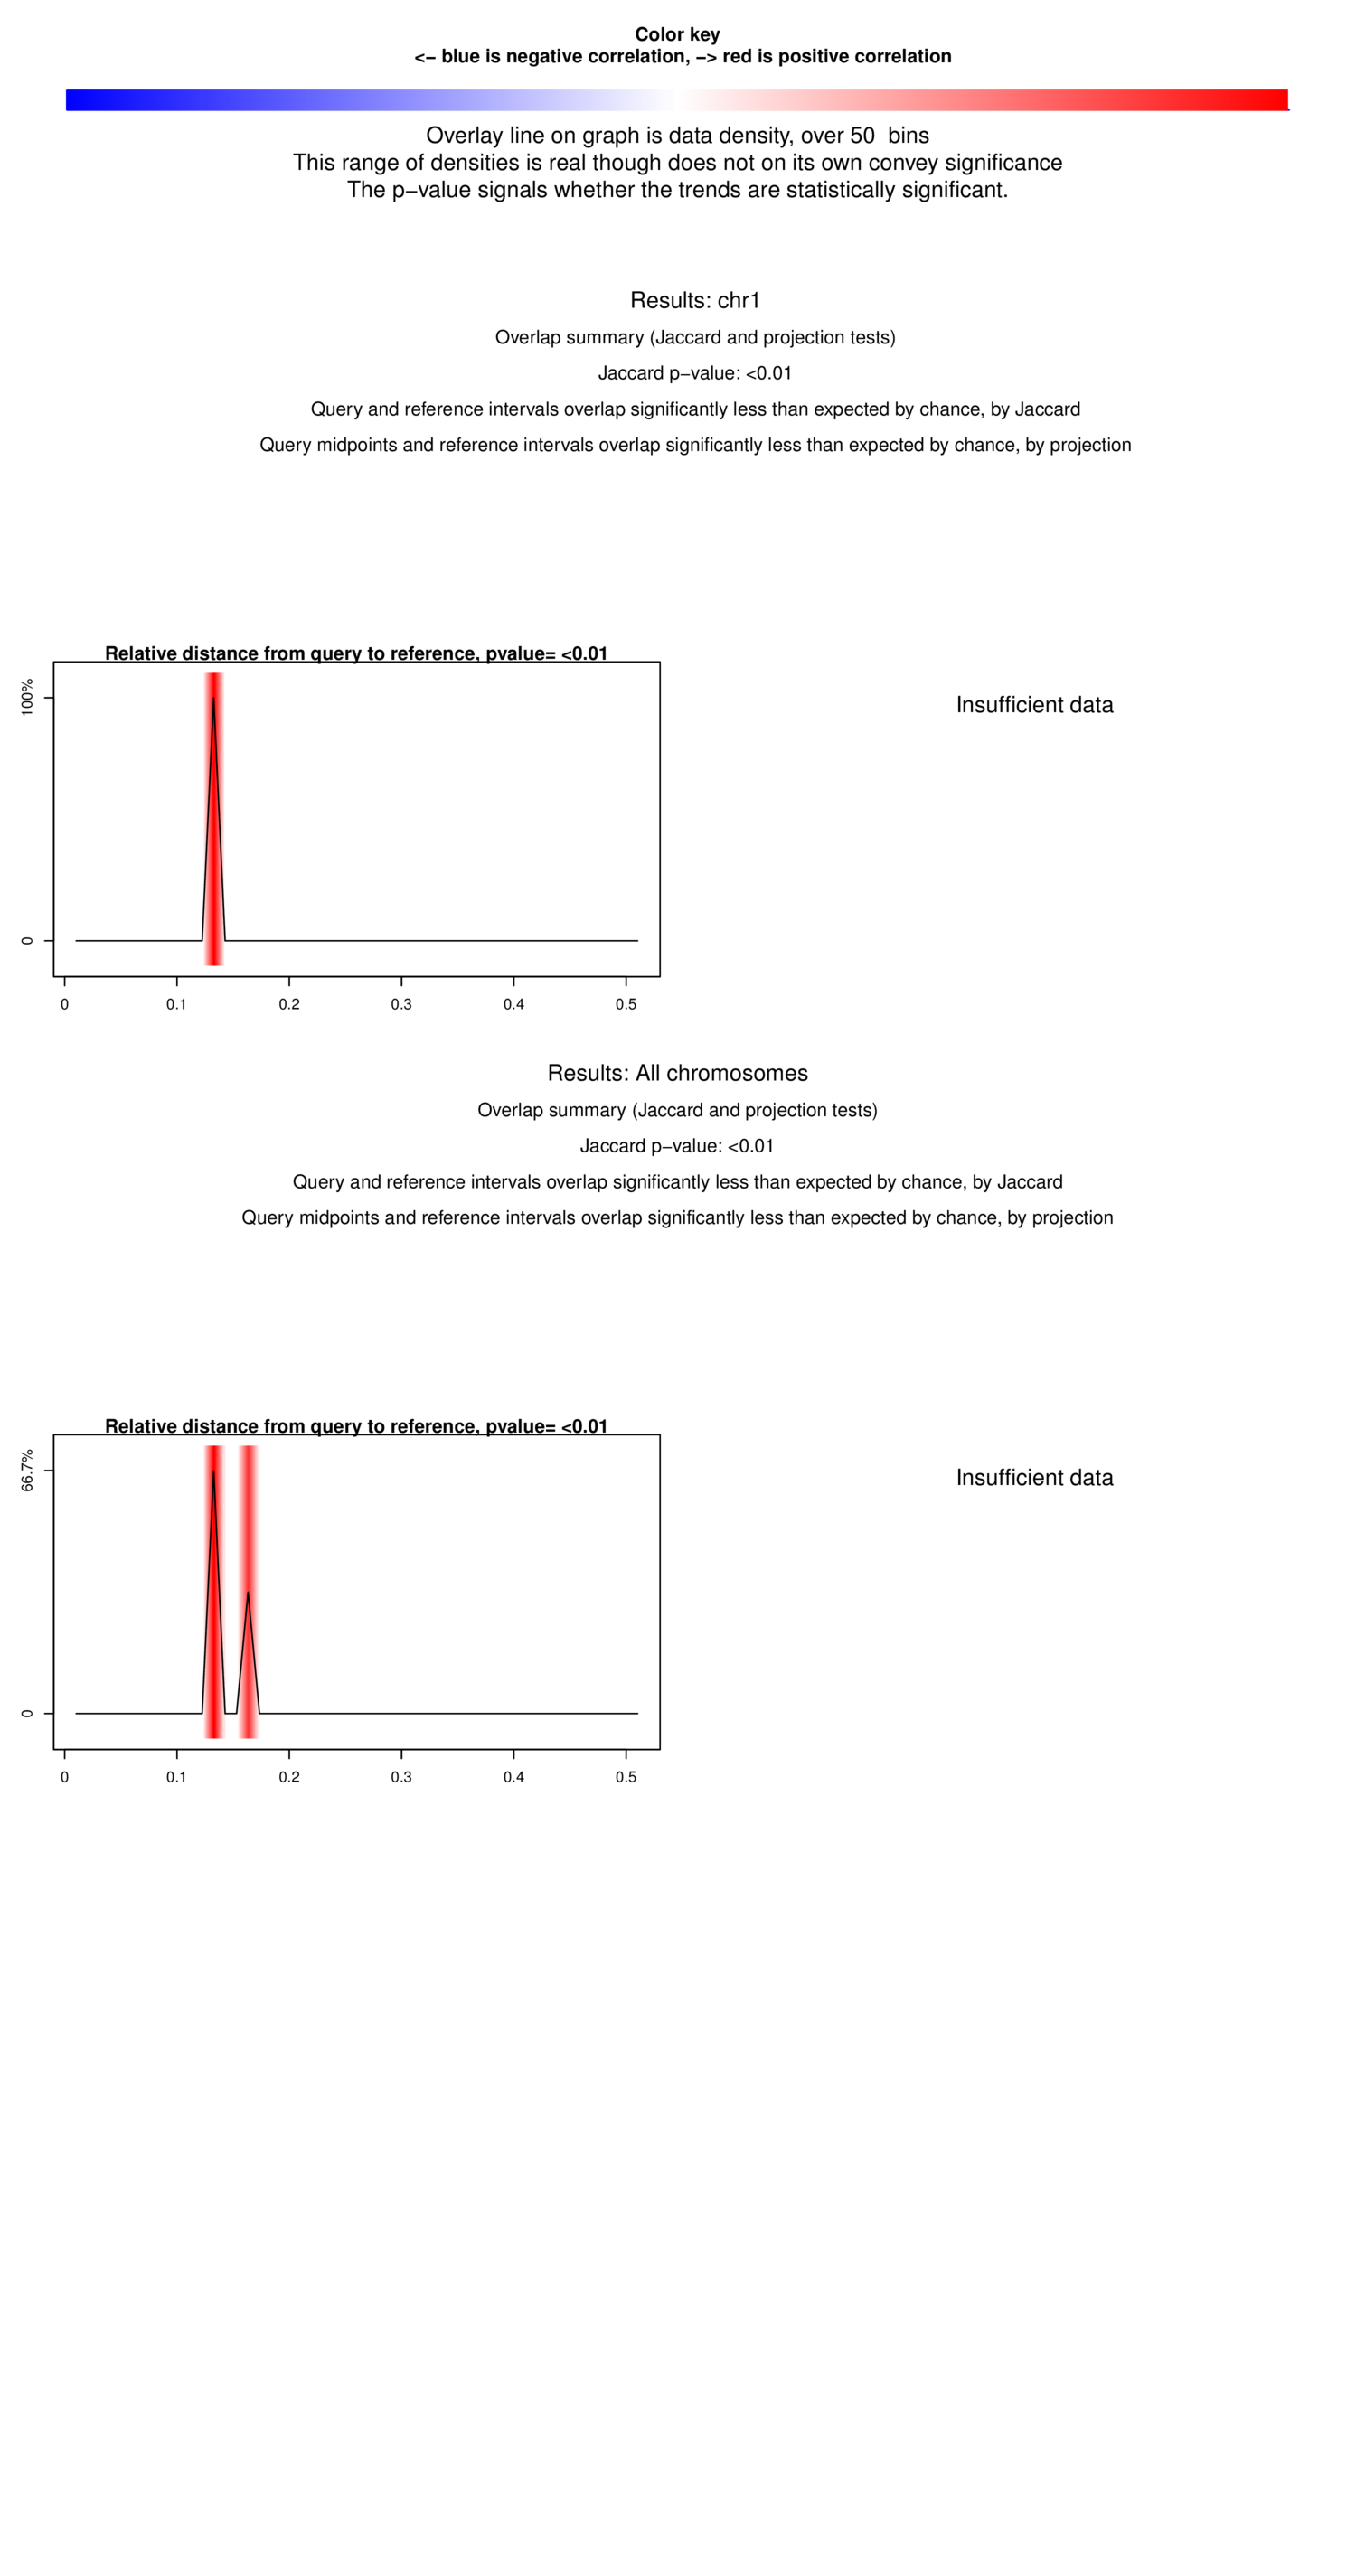 Color key
<− blue is negative correlation, −> red is positive correlation
Overlay line on graph is data density, over 50  bins
This range of densities is real though does not on its own convey significance
The p−value signals whether the trends are statistically significant.
Results: chr1
Overlap summary (Jaccard and projection tests)
Jaccard p−value: <0.01
Query and reference intervals overlap significantly less than expected by chance, by Jaccard
Query midpoints and reference intervals overlap significantly less than expected by chance, by projection
Relative distance from query to reference, pvalue= <0.01
100%
0
0 0.1 0.2 0.3 0.4 0.5
Insufficient data
Results: All chromosomes
Overlap summary (Jaccard and projection tests)
Jaccard p−value: <0.01
Query and reference intervals overlap significantly less than expected by chance, by Jaccard
Query midpoints and reference intervals overlap significantly less than expected by chance, by projection
Relative distance from query to reference, pvalue= <0.01
66.7%
0
0 0.1 0.2 0.3 0.4 0.5
Insufficient data